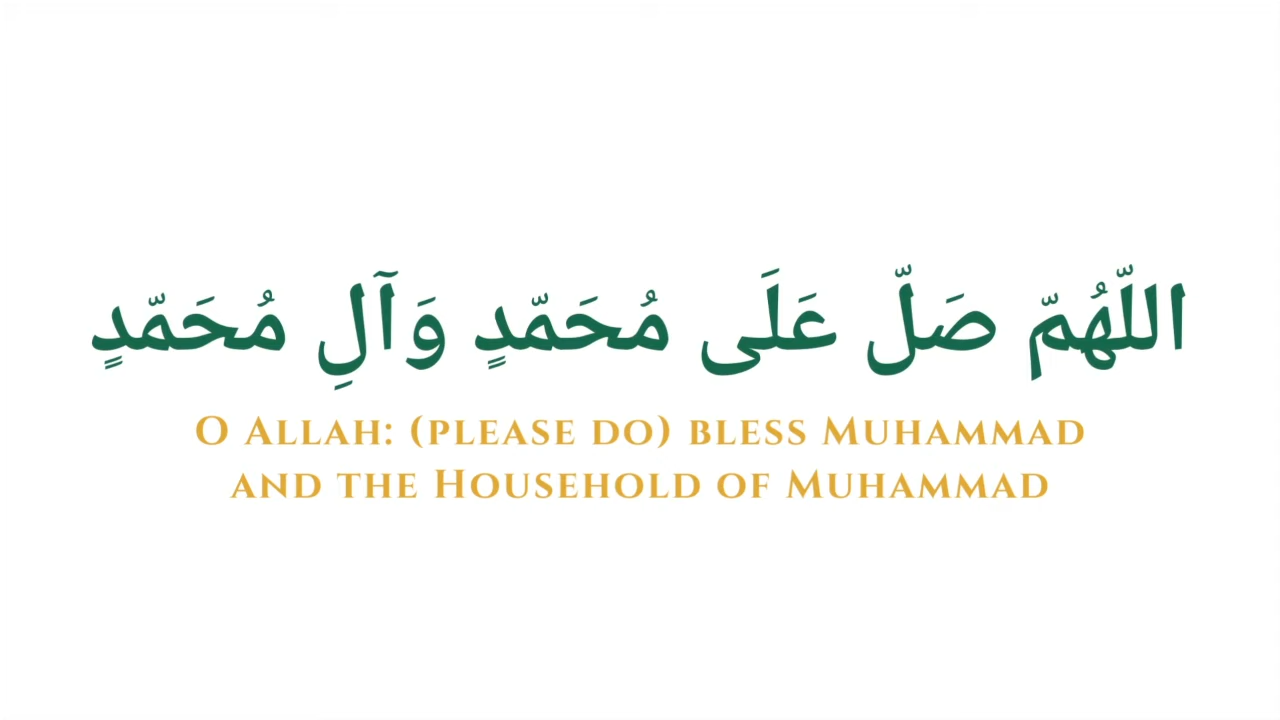 اللّهُمّ صَلّ عَلَى مُحَمّدٍ وَآلِ مُحَمّدٍ
O Allah: (please do) bless Muhammad
and the Household of Muhammad